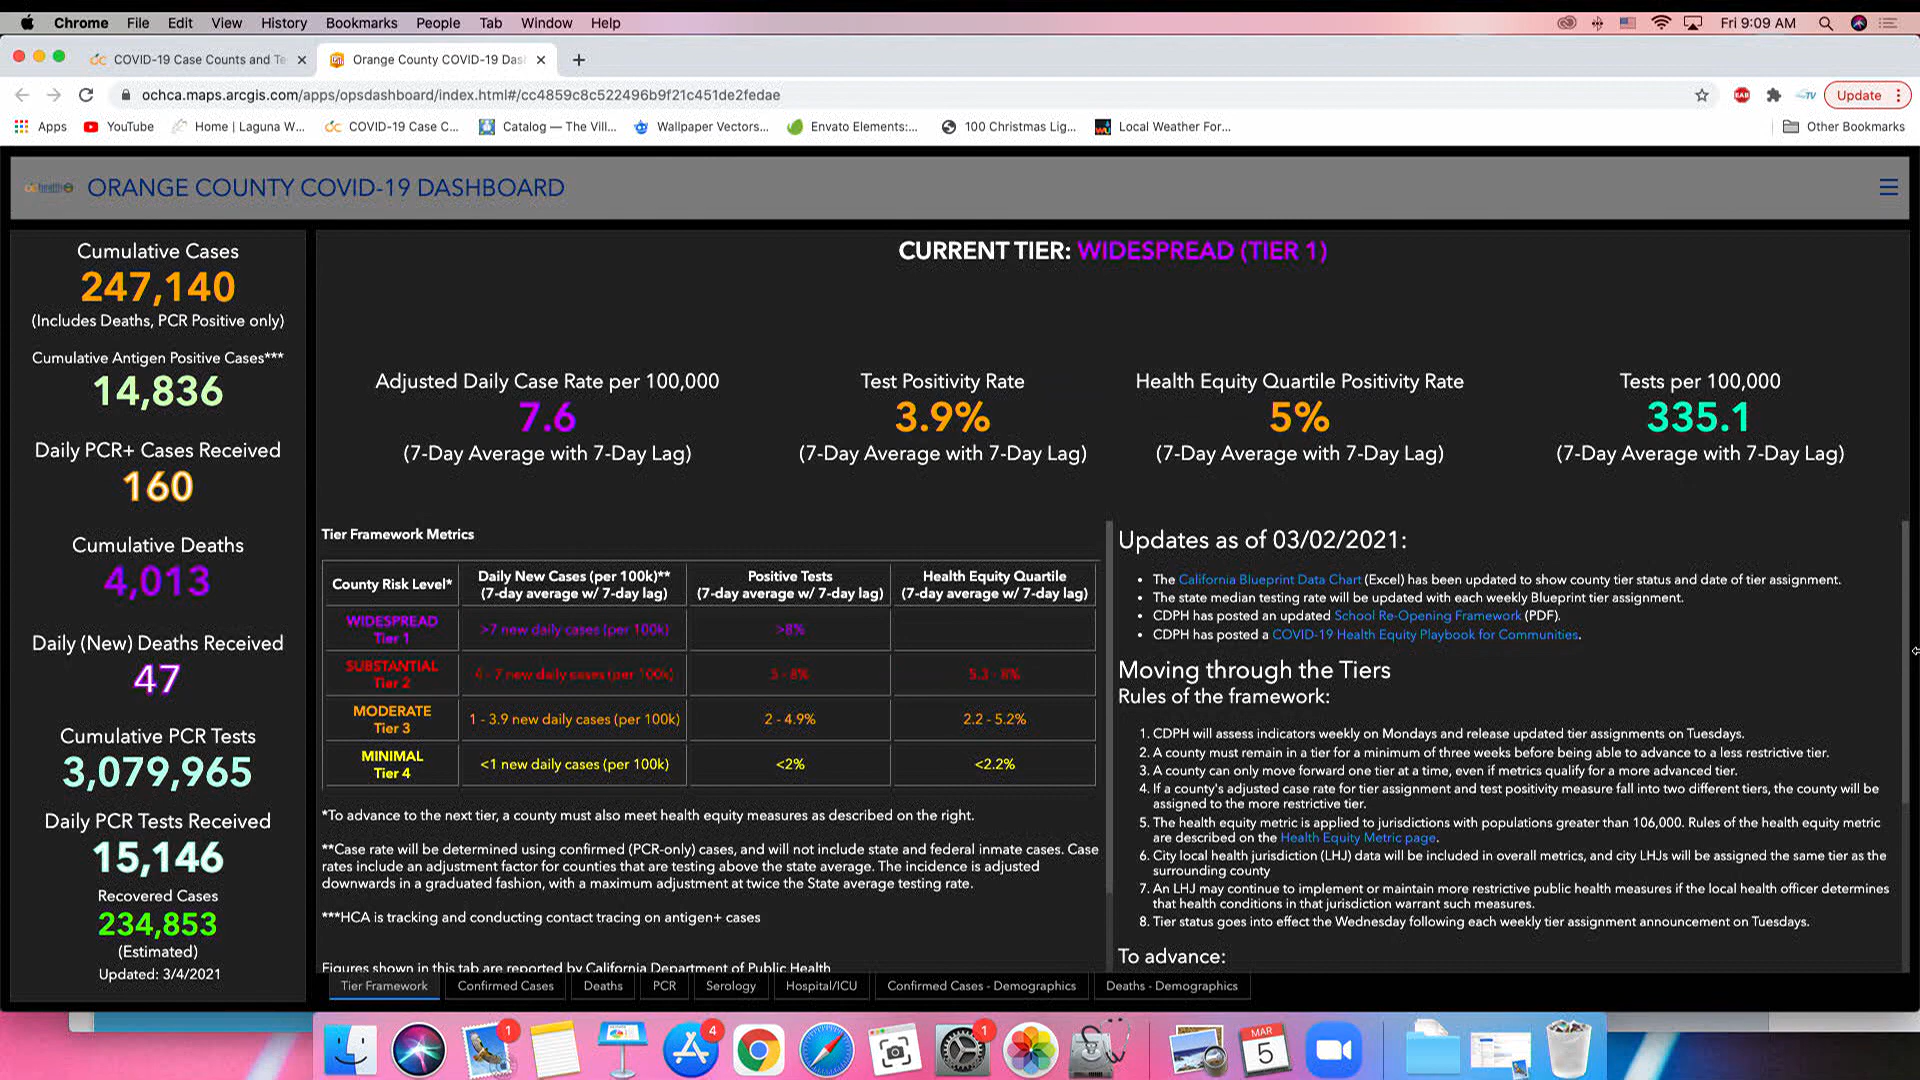 Chrome File Edit View History Bookmarks People Tab Window Help
Fri 9:09 AM
COVID-19 Case Counts and Te
Orange County COVID-19 Das
ochca.maps.arcgis.com/apps/opsdashboard/index.html#/cc4859c8c522496b9f21c451de2fedae
Update
Apps YouTube Home | Laguna W... COVID-19 Case C... Catalog — The Vill... Wallpaper Vectors... Envato Elements:... 100 Christmas Lig... Local Weather For... Other Bookmarks
ORANGE COUNTY COVID-19 DASHBOARD
Cumulative Cases
247,140
(Includes Deaths, PCR Positive only)
Cumulative Antigen Positive Cases***
14,836
Daily PCR+ Cases Received
160
Cumulative Deaths
4,013
Daily (New) Deaths Received
47
Cumulative PCR Tests
3,079,965
Daily PCR Tests Received
15,146
Recovered Cases
234,853
(Estimated)
Updated: 3/4/2021
CURRENT TIER: WIDESPREAD (TIER 1)
Adjusted Daily Case Rate per 100,000
7.6
(7-Day Average with 7-Day Lag)
Test Positivity Rate
3.9%
(7-Day Average with 7-Day Lag)
Health Equity Quartile Positivity Rate
5%
(7-Day Average with 7-Day Lag)
Tests per 100,000
335.1
(7-Day Average with 7-Day Lag)
Tier Framework Metrics
County Risk Level*
Daily New Cases (per 100k)**
(7-day average w/ 7-day lag)
Positive Tests
(7-day average w/ 7-day lag)
Health Equity Quartile
(7-day average w/ 7-day lag)
WIDESPREAD
Tier 1
>7 new daily cases (per 100k)
>8%
SUBSTANTIAL
Tier 2
4 - 7 new daily cases (per 100k)
5 - 8%
5.3 - 8%
MODERATE
Tier 3
1 - 3.9 new daily cases (per 100k)
2 - 4.9%
2.2 - 5.2%
MINIMAL
Tier 4
<1 new daily cases (per 100k)
<2%
<2.2%
*To advance to the next tier, a county must also meet health equity measures as described on the right.
**Case rate will be determined using confirmed (PCR-only) cases, and will not include state and federal inmate cases. Case
rates include an adjustment factor for counties that are testing above the state average. The incidence is adjusted
downwards in a graduated fashion, with a maximum adjustment at twice the State average testing rate.
***HCA is tracking and conducting contact tracing on antigen+ cases
Figures shown in this tab are reported by California Department of Public Health
Updates as of 03/02/2021:
• The California Blueprint Data Chart (Excel) has been updated to show county tier status and date of tier assignment.
• The state median testing rate will be updated with each weekly Blueprint tier assignment.
• CDPH has posted an updated School Re-Opening Framework (PDF).
• CDPH has posted a COVID-19 Health Equity Playbook for Communities.
Moving through the Tiers
Rules of the framework:
1. CDPH will assess indicators weekly on Mondays and release updated tier assignments on Tuesdays.
2. A county must remain in a tier for a minimum of three weeks before being able to advance to a less restrictive tier.
3. A county can only move forward one tier at a time, even if metrics qualify for a more advanced tier.
4. If a county's adjusted case rate for tier assignment and test positivity measure fall into two different tiers, the county will be
assigned to the more restrictive tier.
5. The health equity metric is applied to jurisdictions with populations greater than 106,000. Rules of the health equity metric
are described on the Health Equity Metric page.
6. City local health jurisdiction (LHJ) data will be included in overall metrics, and city LHJs will be assigned the same tier as the
surrounding county
7. An LHJ may continue to implement or maintain more restrictive public health measures if the local health officer determines
that health conditions in that jurisdiction warrant such measures.
8. Tier status goes into effect the Wednesday following each weekly tier assignment announcement on Tuesdays.
To advance:
Tier Framework Confirmed Cases Deaths PCR Serology Hospital/ICU Confirmed Cases - Demographics Deaths - Demographics
1
4
1
MAR
5